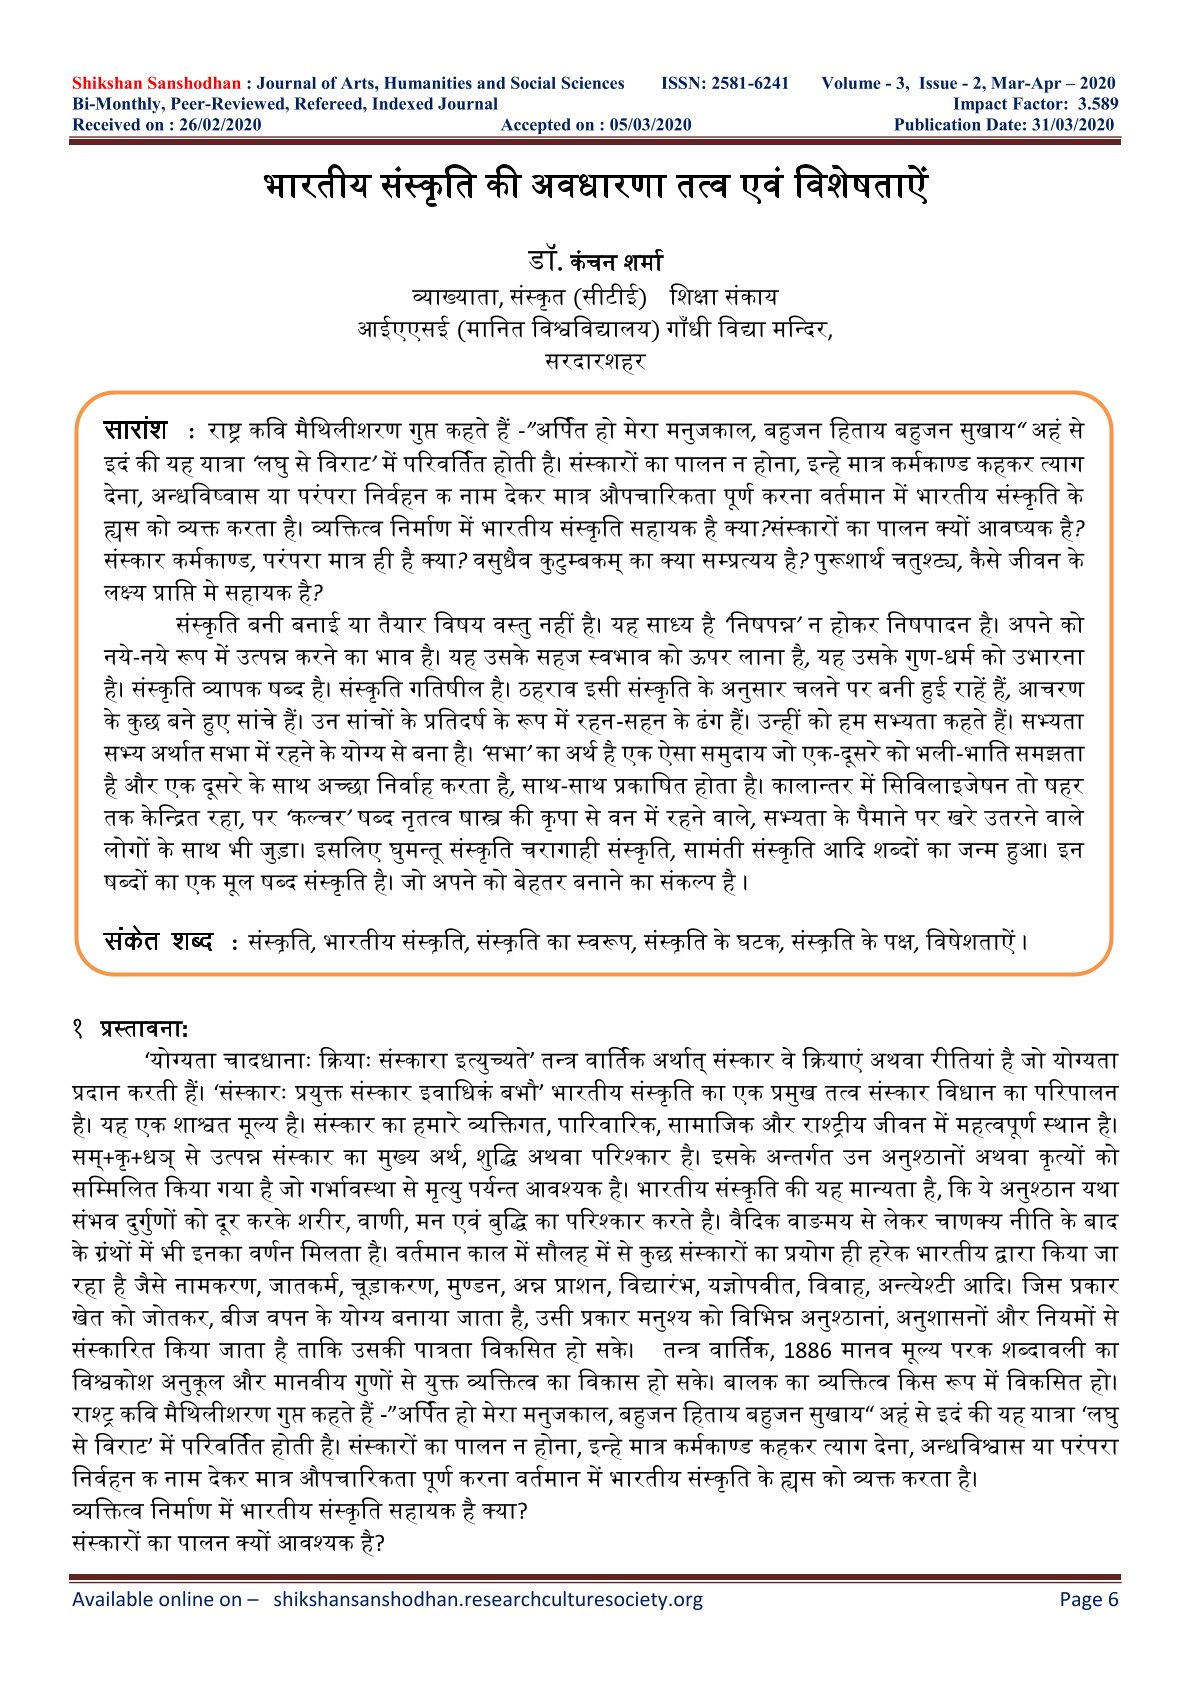 Shikshan Sanshodhan : Journal of Arts, Humanities and Social Sciences ISSN: 2581-6241 Volume - 3, Issue - 2, Mar-Apr – 2020
Bi-Monthly, Peer-Reviewed, Refereed, Indexed Journal Impact Factor: 3.589
Received on : 26/02/2020 Accepted on : 05/03/2020 Publication Date: 31/03/2020
भारतीय संस्कृति की अवधारणा तत्व एवं विशेषताऐं
डॉ. कंचन शर्मा
व्याख्याता, संस्कृत (सीटीई) शिक्षा संकाय
आईएएसई (मानित विश्वविद्यालय) गाँधी विद्या मन्दिर,
सरदारशहर
सारांश : राष्ट्र कवि मैथिलीशरण गुप्त कहते हैं -”अर्पित हो मेरा मनुजकाल, बहुजन हिताय बहुजन सुखाय“ अहं से
इदं की यह यात्रा ‘लघु से विराट’ में परिवर्तित होती है। संस्कारों का पालन न होना, इन्हे मात्र कर्मकाण्ड कहकर त्याग
देना, अन्धविष्वास या परंपरा निर्वहन क नाम देकर मात्र औपचारिकता पूर्ण करना वर्तमान में भारतीय संस्कृति के
ह्यस को व्यक्त करता है। व्यक्तित्व निर्माण में भारतीय संस्कृति सहायक है क्या?संस्कारों का पालन क्यों आवष्यक है?
संस्कार कर्मकाण्ड, परंपरा मात्र ही है क्या? वसुधैव कुटुम्बकम् का क्या सम्प्रत्यय है? पुरूशार्थ चतुश्ट्य, कैसे जीवन के
लक्ष्य प्राप्ति मे सहायक है?
संस्कृति बनी बनाई या तैयार विषय वस्तु नहीं है। यह साध्य है ‘निषपन्न’ न होकर निषपादन है। अपने को
नये-नये रूप में उत्पन्न करने का भाव है। यह उसके सहज स्वभाव को ऊपर लाना है, यह उसके गुण-धर्म को उभारना
है। संस्कृति व्यापक षब्द है। संस्कृति गतिषील है। ठहराव इसी संस्कृति के अनुसार चलने पर बनी हुई राहें हैं, आचरण
के कुछ बने हुए सांचे हैं। उन सांचों के प्रतिदर्ष के रूप में रहन-सहन के ढंग हैं। उन्हीं को हम सभ्यता कहते हैं। सभ्यता
सभ्य अर्थात सभा में रहने के योग्य से बना है। ‘सभा’ का अर्थ है एक ऐसा समुदाय जो एक-दूसरे को भली-भाति समझता
है और एक दूसरे के साथ अच्छा निर्वाह करता है, साथ-साथ प्रकाषित होता है। कालान्तर में सिविलाइजेषन तो षहर
तक केन्द्रित रहा, पर ‘कल्चर’ षब्द नृतत्व षास्त्र की कृपा से वन में रहने वाले, सभ्यता के पैमाने पर खरे उतरने वाले
लोगों के साथ भी जुड़ा। इसलिए घुमन्तू संस्कृति चरागाही संस्कृति, सामंती संस्कृति आदि शब्दों का जन्म हुआ। इन
षब्दों का एक मूल षब्द संस्कृति है। जो अपने को बेहतर बनाने का संकल्प है ।
संकेत शब्द : संस्कृति, भारतीय संस्कृति, संस्कृति का स्वरूप, संस्कृति के घटक, संस्कृति के पक्ष, विषेशताऐं ।
१ प्रस्तावना:
‘योग्यता चादधानाः क्रियाः संस्कारा इत्युच्यते’ तन्त्र वार्तिक अर्थात् संस्कार वे क्रियाएं अथवा रीतियां है जो योग्यता
प्रदान करती हैं। ‘संस्कारः प्रयुक्त संस्कार इवाधिकं बभौ’ भारतीय संस्कृति का एक प्रमुख तत्व संस्कार विधान का परिपालन
है। यह एक शाश्वत मूल्य है। संस्कार का हमारे व्यक्तिगत, पारिवारिक, सामाजिक और राश्ट्रीय जीवन में महत्वपूर्ण स्थान है।
सम्+कृ+धञ् से उत्पन्न संस्कार का मुख्य अर्थ, शुद्धि अथवा परिश्कार है। इसके अन्तर्गत उन अनुश्ठानों अथवा कृत्यों को
सम्मिलित किया गया है जो गर्भावस्था से मृत्यु पर्यन्त आवश्यक है। भारतीय संस्कृति की यह मान्यता है, कि ये अनुश्ठान यथा
संभव दुर्गुणों को दूर करके शरीर, वाणी, मन एवं बुद्धि का परिश्कार करते है। वैदिक वाङमय से लेकर चाणक्य नीति के बाद
के ग्रंथों में भी इनका वर्णन मिलता है। वर्तमान काल में सौलह में से कुछ संस्कारों का प्रयोग ही हरेक भारतीय द्वारा किया जा
रहा है जैसे नामकरण, जातकर्म, चूड़ाकरण, मुण्डन, अन्न प्राशन, विद्यारंभ, यज्ञोपवीत, विवाह, अन्त्येश्टी आदि। जिस प्रकार
खेत को जोतकर, बीज वपन के योग्य बनाया जाता है, उसी प्रकार मनुश्य को विभिन्न अनुश्ठानां, अनुशासनों और नियमों से
संस्कारित किया जाता है ताकि उसकी पात्रता विकसित हो सके। तन्त्र वार्तिक, 1886 मानव मूल्य परक शब्दावली का
विश्वकोश अनुकूल और मानवीय गुणों से युक्त व्यक्तित्व का विकास हो सके। बालक का व्यक्तित्व किस रूप में विकसित हो।
राश्ट्र कवि मैथिलीशरण गुप्त कहते हैं -”अर्पित हो मेरा मनुजकाल, बहुजन हिताय बहुजन सुखाय“ अहं से इदं की यह यात्रा ‘लघु
से विराट’ में परिवर्तित होती है। संस्कारों का पालन न होना, इन्हे मात्र कर्मकाण्ड कहकर त्याग देना, अन्धविश्वास या परंपरा
निर्वहन क नाम देकर मात्र औपचारिकता पूर्ण करना वर्तमान में भारतीय संस्कृति के ह्यस को व्यक्त करता है।
व्यक्तित्व निर्माण में भारतीय संस्कृति सहायक है क्या?
संस्कारों का पालन क्यों आवश्यक है?
Available online on – shikshansanshodhan.researchculturesociety.org Page 6